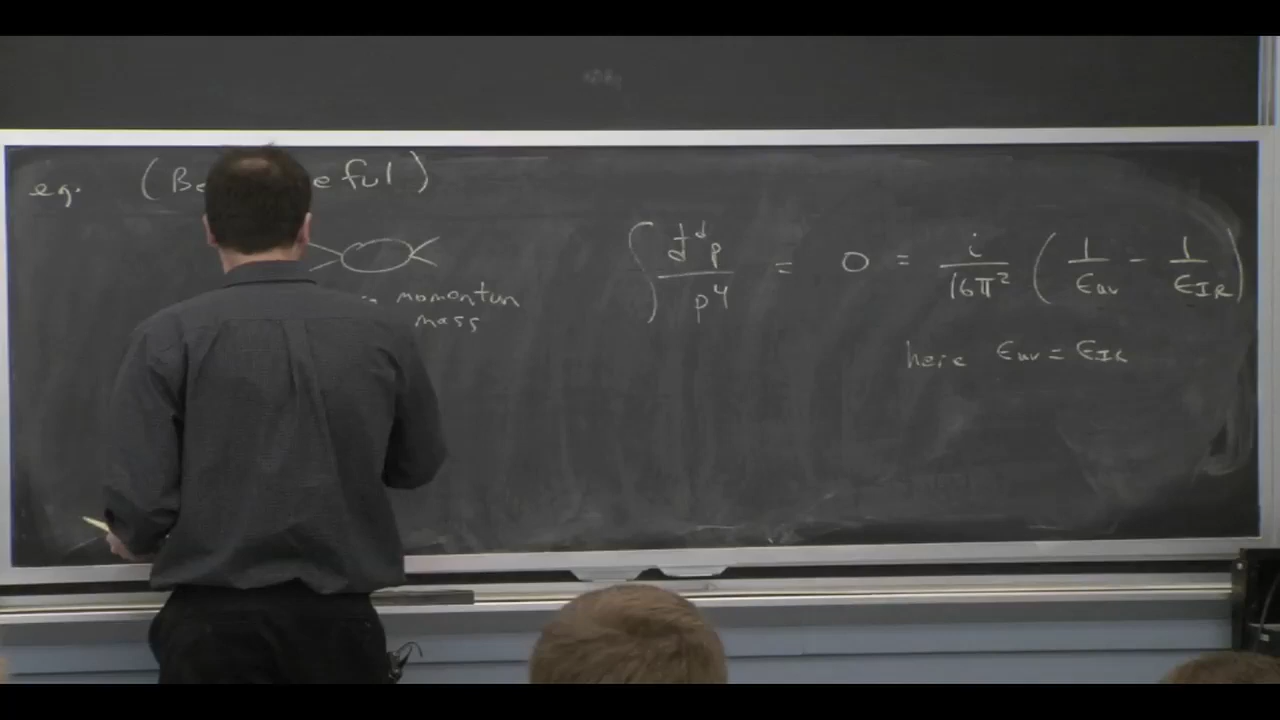 eg. (Be eful)
momentum
mass
∫ d^d p / p^4 = 0 = i / 16π² ( 1/ε_uv - 1/ε_IR )
here ε_uv = ε_IR